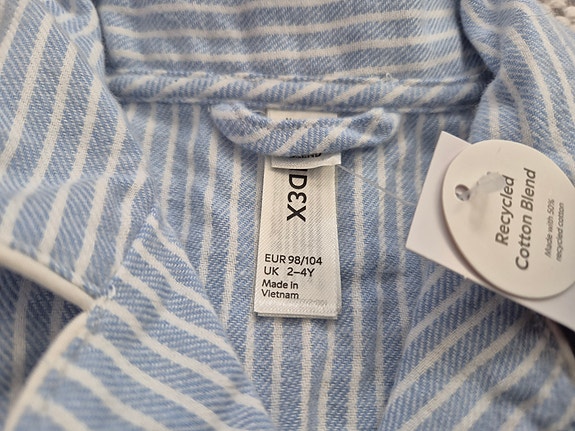 EUR 98/104
UK 2–4Y
Made in
Vietnam
Recycled
Cotton Blend
Made with 50%
recycled cotton